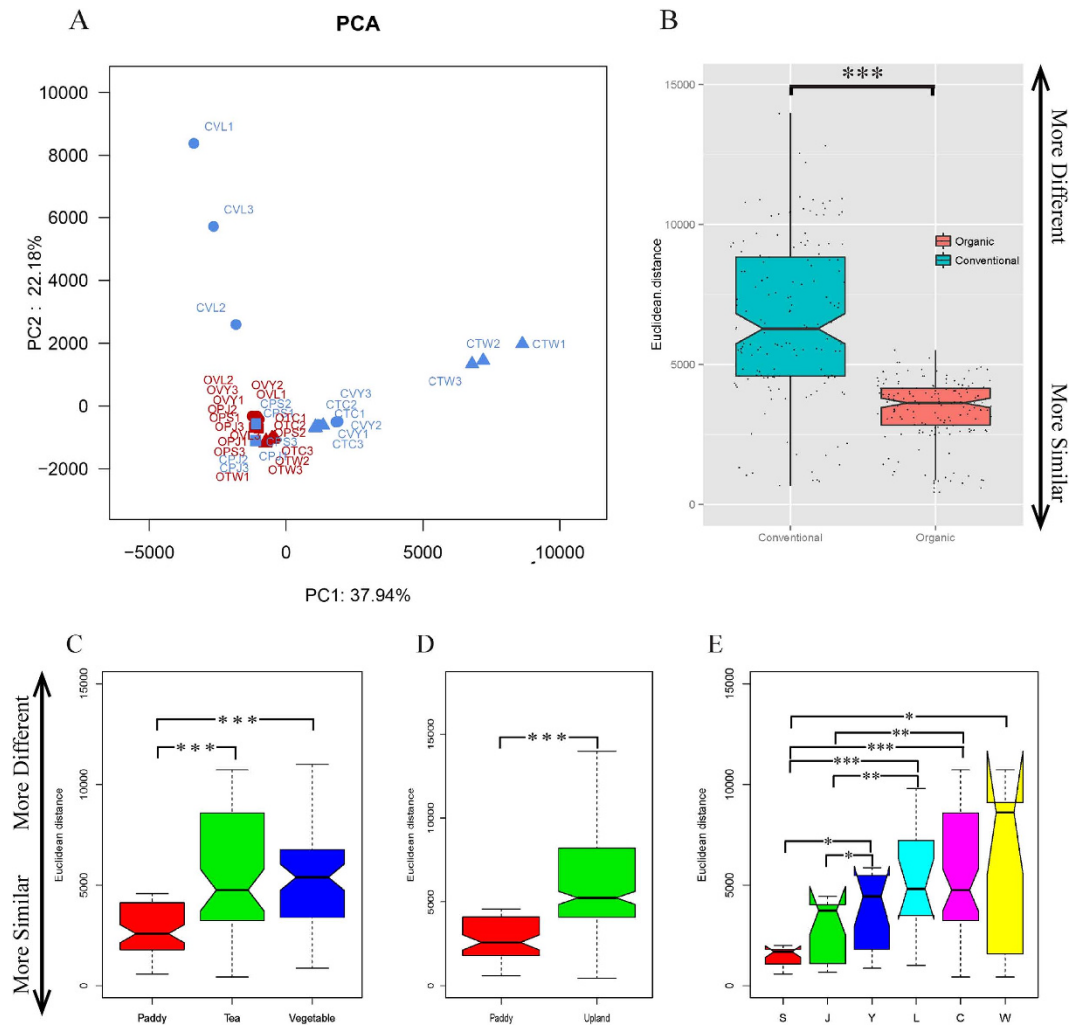 A
PCA
PC2 : 22.18%
10000
8000
6000
4000
2000
0
−2000
CVL1
CVL3
CVL2
CTW2
CTW1
CTW3
OVL2
OVY3
OVY1
OPJ2
OPS1
OPJ3
OPJ1
OPS3
CPJ2
CPJ3
OTW1
OVY2
OVL1
CPS2
CPS1
OTC1
OTC2
OPS2
OTC3
OTW2
OTW3
CVY3
CTC2
CTC1
CVY2
CVY1
CTC3
−5000
0
5000
10000
PC1: 37.94%
B
***
Euclidean.distance
15000
10000
5000
0
Organic
Conventional
Conventional
Organic
More Different
More Similar
C
More Different
More Similar
Euclidean distance
15000
10000
5000
0
***
***
Paddy
Tea
Vegetable
D
Euclidean distance
15000
10000
5000
0
***
Paddy
Upland
E
Euclidean distance
15000
10000
5000
0
*
**
***
***
**
*
*
S
J
Y
L
C
W